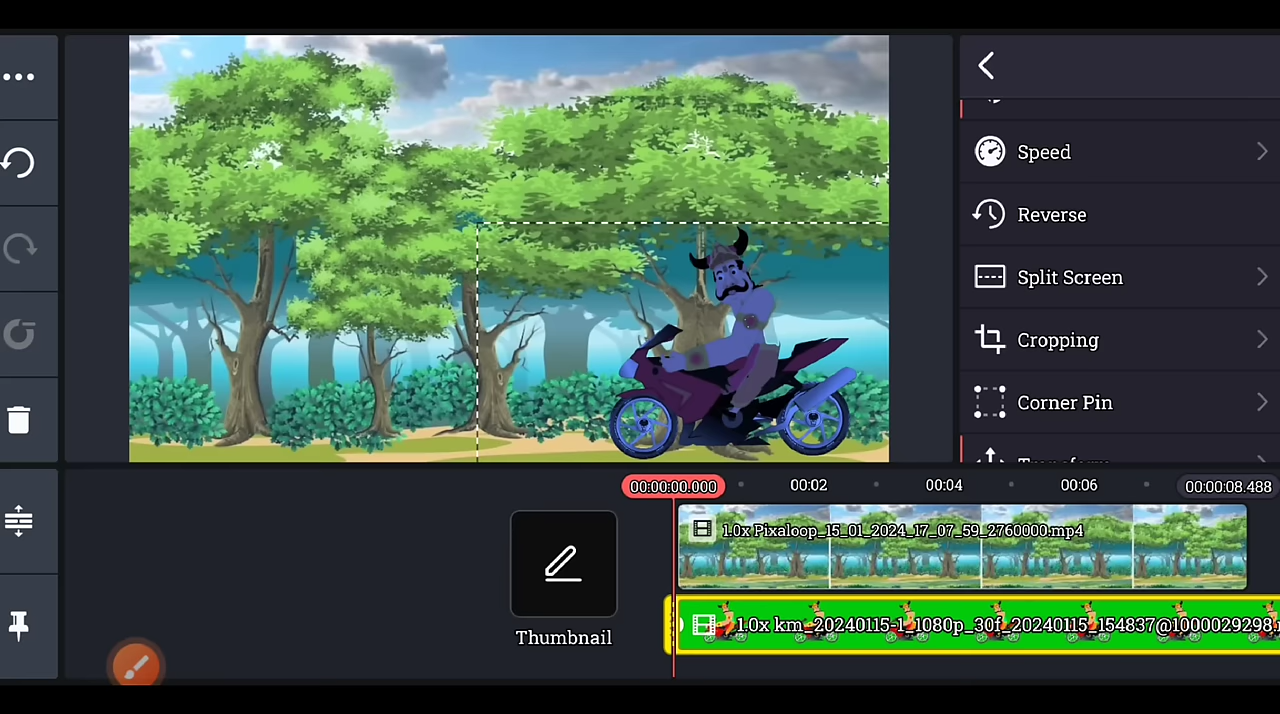 Speed
Reverse
Split Screen
Cropping
Corner Pin
Transform
00:00:00.000
00:02
00:04
00:06
00:00:08.488
1.0x Pixaloop_15_01_2024_17_07_59_2760000.mp4
Thumbnail
1.0x km_20240115-1_1080p_30f_20240115_154837@1000029298.